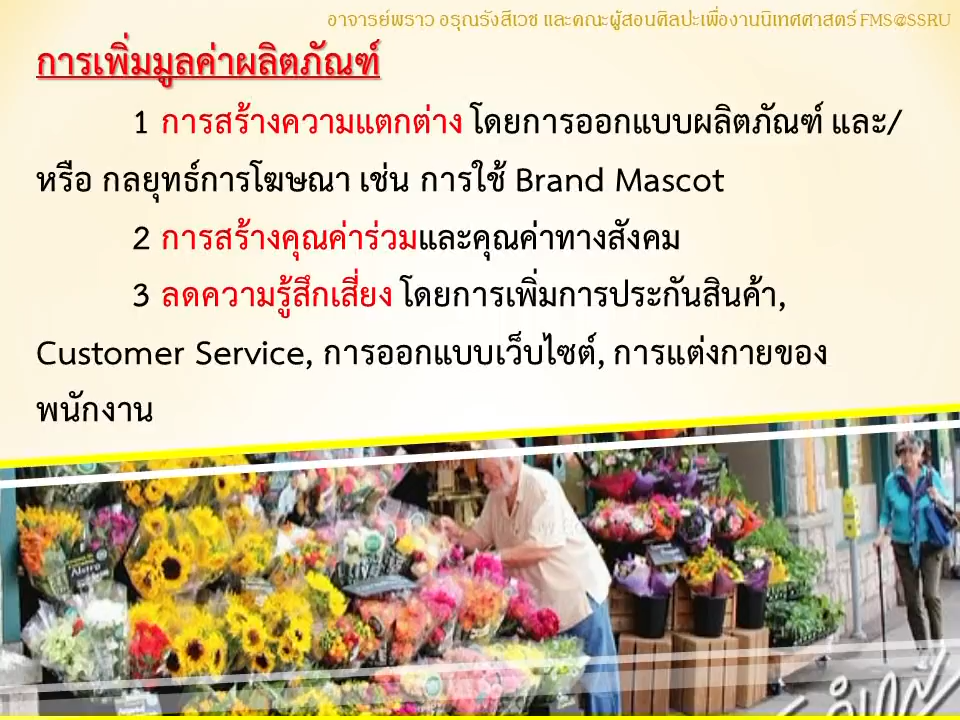 อาจารย์พราว อรุณรังสีเวช และคณะผู้สอนศิลปะเพื่องานนิเทศศาสตร์ FMS@SSRU
การเพิ่มมูลค่าผลิตภัณฑ์
1 การสร้างความแตกต่าง โดยการออกแบบผลิตภัณฑ์ และ/
หรือ กลยุทธ์การโฆษณา เช่น การใช้ Brand Mascot
2 การสร้างคุณค่าร่วมและคุณค่าทางสังคม
3 ลดความรู้สึกเสี่ยง โดยการเพิ่มการประกันสินค้า,
Customer Service, การออกแบบเว็บไซต์, การแต่งกายของ
พนักงาน